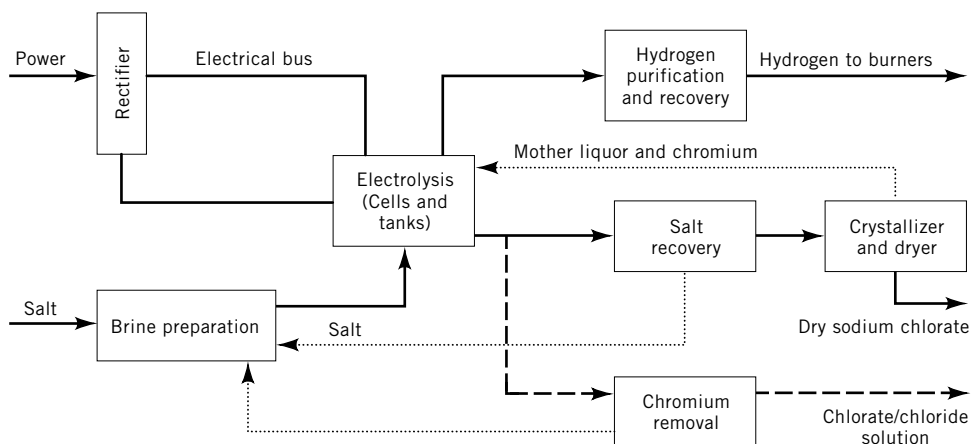 Power
Rectifier
Electrical bus
Hydrogen
purification
and recovery
Hydrogen to burners
Mother liquor and chromium
Electrolysis
(Cells and
tanks)
Salt
recovery
Crystallizer
and dryer
Salt
Brine preparation
Salt
Dry sodium chlorate
Chromium
removal
Chlorate/chloride
solution